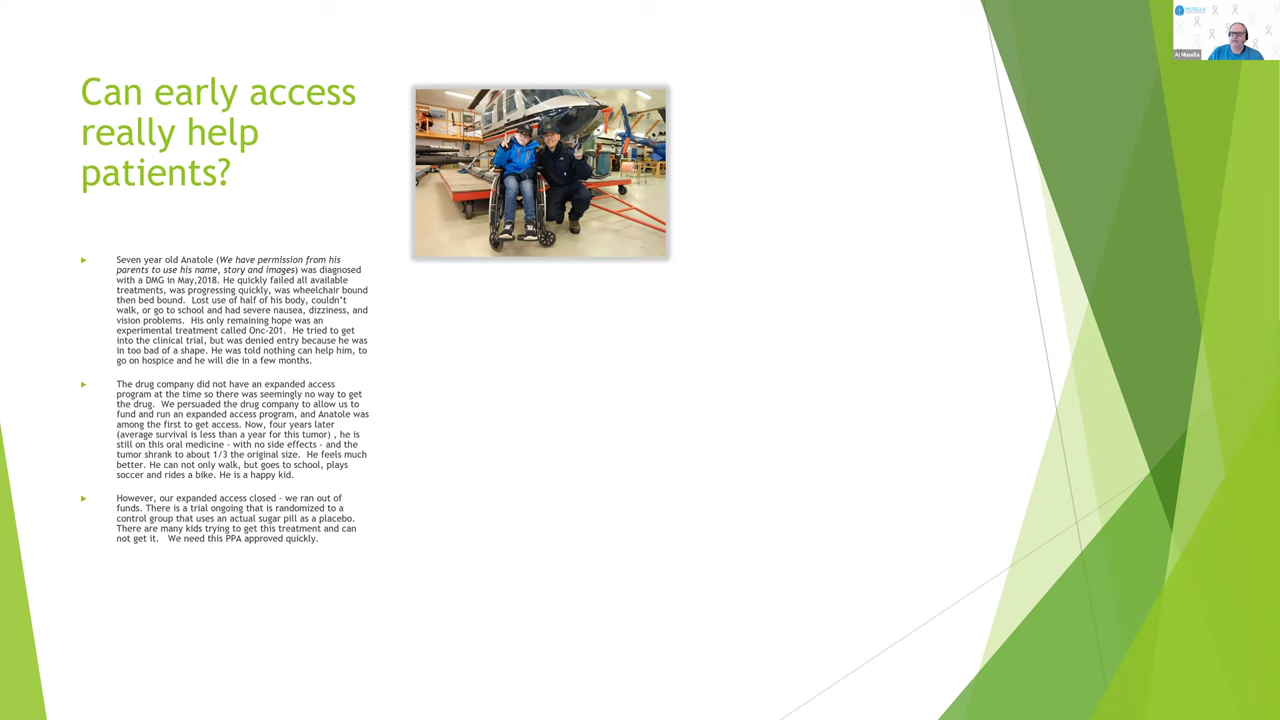 Can early access
really help
patients?
Seven year old Anatole (We have permission from his
parents to use his name, story and images) was diagnosed
with a DMG in May,2018. He quickly failed all available
treatments, was progressing quickly, was wheelchair bound
then bed bound.  Lost use of half of his body, couldn't
walk, or go to school and had severe nausea, dizziness, and
vision problems.  His only remaining hope was an
experimental treatment called Onc-201.  He tried to get
into the clinical trial, but was denied entry because he was
in too bad of a shape. He was told nothing can help him, to
go on hospice and he will die in a few months.
The drug company did not have an expanded access
program at the time so there was seemingly no way to get
the drug.  We persuaded the drug company to allow us to
fund and run an expanded access program, and Anatole was
among the first to get access. Now, four years later
(average survival is less than a year for this tumor) , he is
still on this oral medicine - with no side effects - and the
tumor shrank to about 1/3 the original size.  He feels much
better. He can not only walk, but goes to school, plays
soccer and rides a bike. He is a happy kid.
However, our expanded access closed - we ran out of
funds. There is a trial ongoing that is randomized to a
control group that uses an actual sugar pill as a placebo.
There are many kids trying to get this treatment and can
not get it.   We need this PPA approved quickly.
MUSELLA
Al Musella